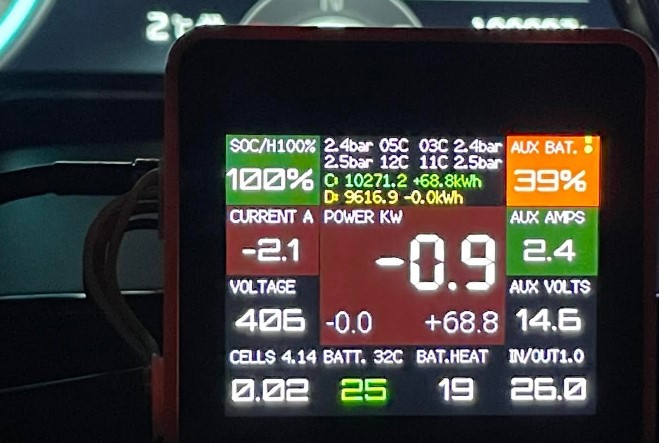 SOC/H100% 2.4bar 05C 03C 2.4bar AUX BAT.
2.5bar 12C 11C 2.5bar
100% C: 10271.2 +68.8kWh 39%
D: 9616.9 -0.0kWh
CURRENT A POWER KW AUX AMPS
-2.1 -0.9 2.4
VOLTAGE AUX VOLTS
406 -0.0 +68.8 14.6
CELLS 4.14 BATT. 32C BAT.HEAT IN/OUT1.0
0.02 25 19 26.0